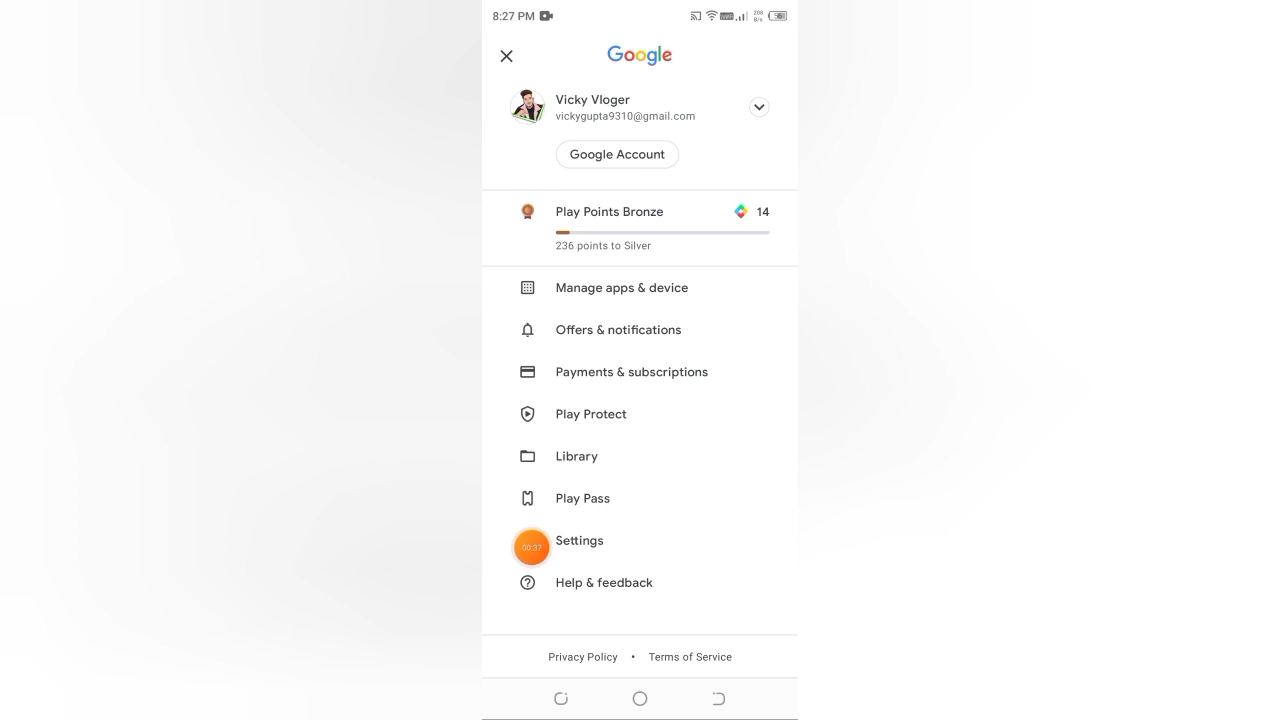 8:27 PM
Google
Vicky Vloger
vickygupta9310@gmail.com
Google Account
Play Points Bronze 14
236 points to Silver
Manage apps & device
Offers & notifications
Payments & subscriptions
Play Protect
Library
Play Pass
00:37 Settings
Help & feedback
Privacy Policy • Terms of Service